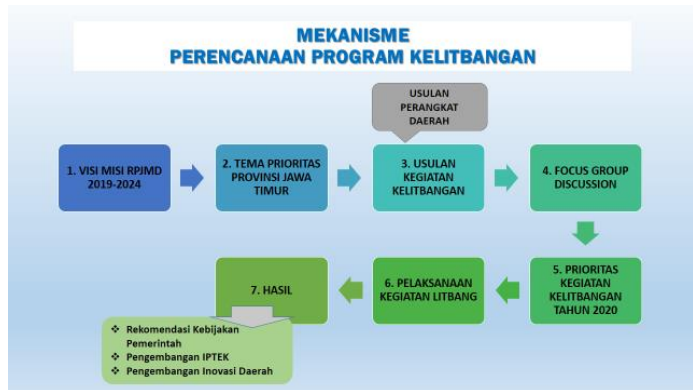 MEKANISME
PERENCANAAN PROGRAM KELITBANGAN
USULAN
PERANGKAT
DAERAH
1. VISI MISI RPJMD
2019-2024
2. TEMA PRIORITAS
PROVINSI JAWA
TIMUR
3. USULAN
KEGIATAN
KELITBANGAN
4. FOCUS GROUP
DISCUSSION
5. PRIORITAS
KEGIATAN
KELITBANGAN
TAHUN 2020
6. PELAKSANAAN
KEGIATAN LITBANG
7. HASIL
❖ Rekomendasi Kebijakan
Pemerintah
❖ Pengembangan IPTEK
❖ Pengembangan Inovasi Daerah